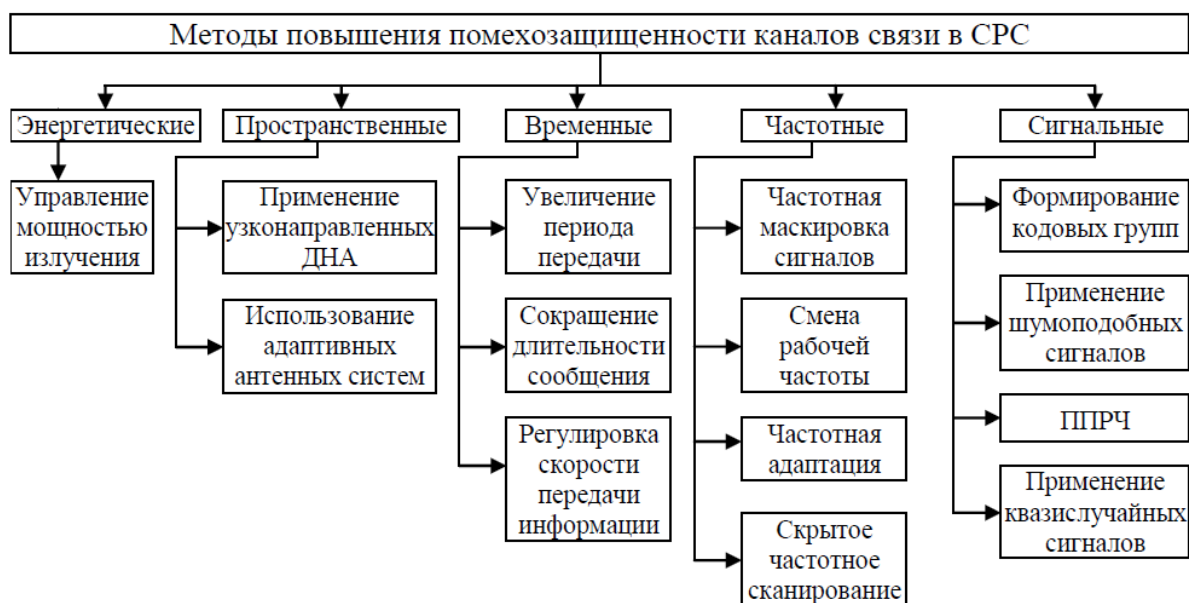 Методы повышения помехозащищенности каналов связи в СРС
Энергетические
Управление
мощностью
излучения
Пространственные
Применение
узконаправленных
ДНА
Использование
адаптивных
антенных систем
Временные
Увеличение
периода
передачи
Сокращение
длительности
сообщения
Регулировка
скорости
передачи
информации
Частотные
Частотная
маскировка
сигналов
Смена
рабочей
частоты
Частотная
адаптация
Скрытое
частотное
сканирование
Сигнальные
Формирование
кодовых групп
Применение
шумоподобных
сигналов
ППРЧ
Применение
квазислучайных
сигналов